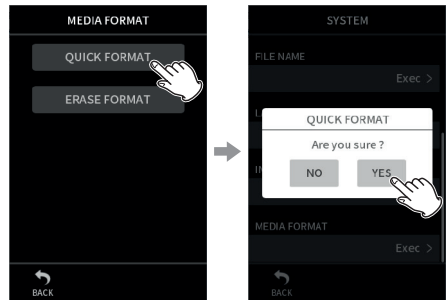 MEDIA FORMAT
QUICK FORMAT
ERASE FORMAT
BACK
SYSTEM
FILE NAME
Exec >
QUICK FORMAT
Are you sure ?
NO
YES
MEDIA FORMAT
Exec >
BACK